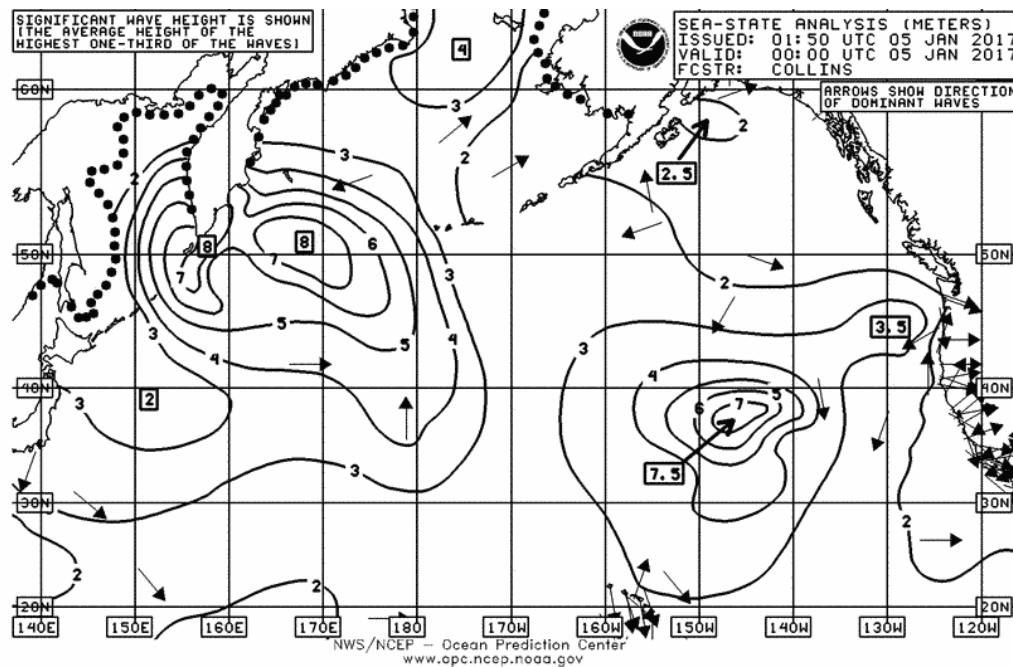 SIGNIFICANT WAVE HEIGHT IS SHOWN
(THE AVERAGE HEIGHT OF THE
HIGHEST ONE-THIRD OF THE WAVES)
NOAA
SEA-STATE ANALYSIS (METERS)
ISSUED: 01:50 UTC 05 JAN 2017
VALID: 00:00 UTC 05 JAN 2017
FCSTR: COLLINS
ARROWS SHOW DIRECTION
OF DOMINANT WAVES
4
60N
60N
3
2
2.5
2
3
2
8
8
6
7
7
50N
50N
3
2
3
5
4
5
4
3.5
3
4
40N
40N
3
2
6
7
5
3
7.5
30N
30N
2
2
2
3
20N
20N
140E
150E
160E
170E
180
170W
160W
150W
140W
130W
120W
NWS/NCEP – Ocean Prediction Center
www.opc.ncep.noaa.gov